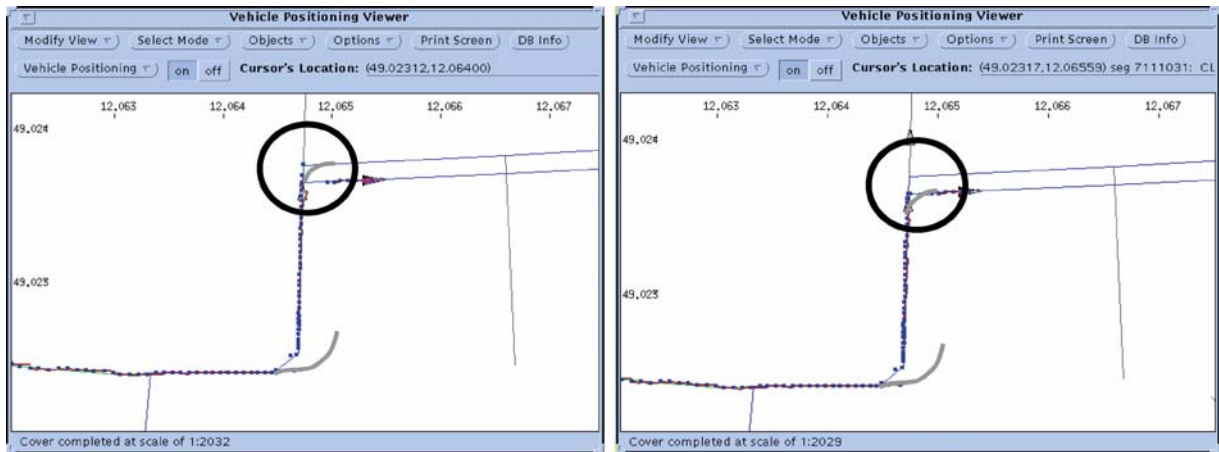 Vehicle Positioning Viewer
Modify View Select Mode Objects Options Print Screen DB Info
Vehicle Positioning on off Cursor's Location: (49.02312,12.06400)
12.063 12.064 12.065 12.066 12.067
49.024
49.023
Cover completed at scale of 1:2032
Vehicle Positioning Viewer
Modify View Select Mode Objects Options Print Screen DB Info
Vehicle Positioning on off Cursor's Location: (49.02317,12.06559) seg 7111031: CL
12.063 12.064 12.065 12.066 12.067
49.024
49.023
Cover completed at scale of 1:2029